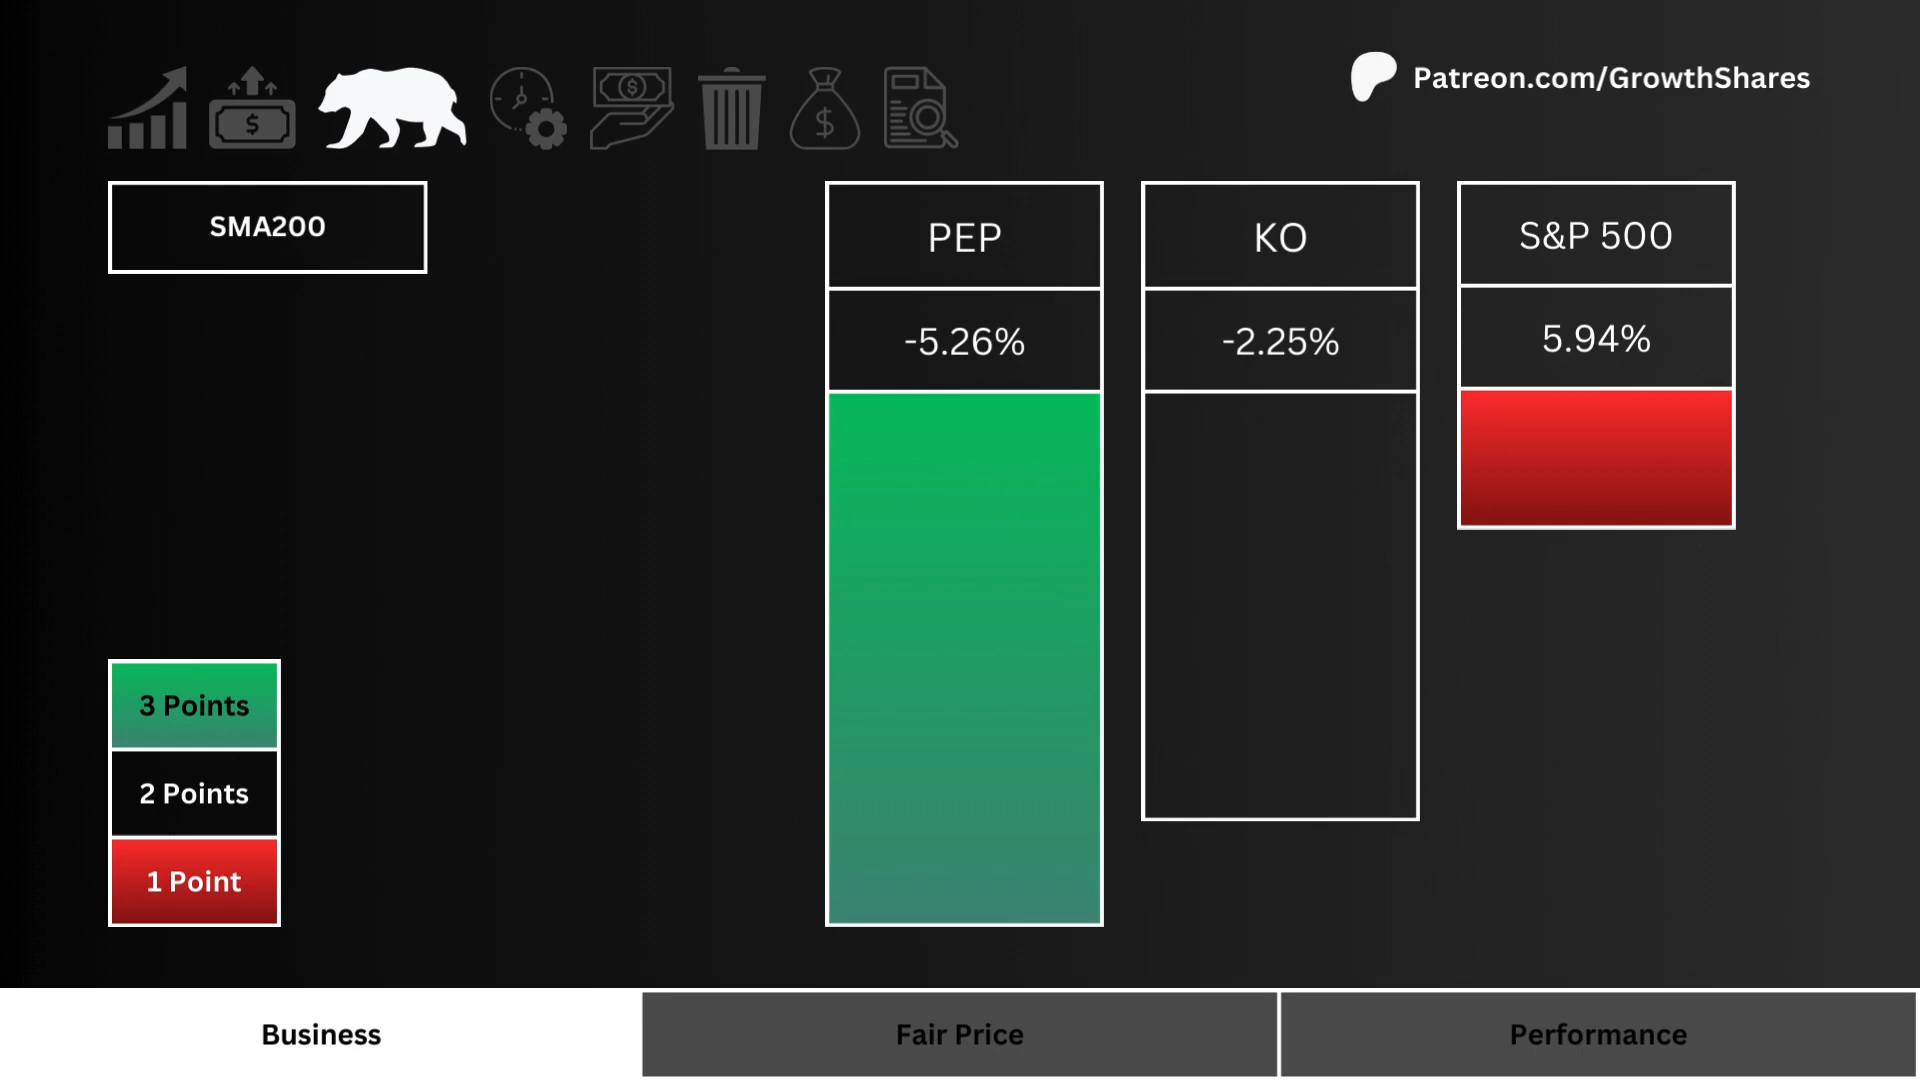 Patreon.com/GrowthShares
SMA200
PEP
KO
S&P 500
-5.26%
-2.25%
5.94%
3 Points
2 Points
1 Point
Business
Fair Price
Performance